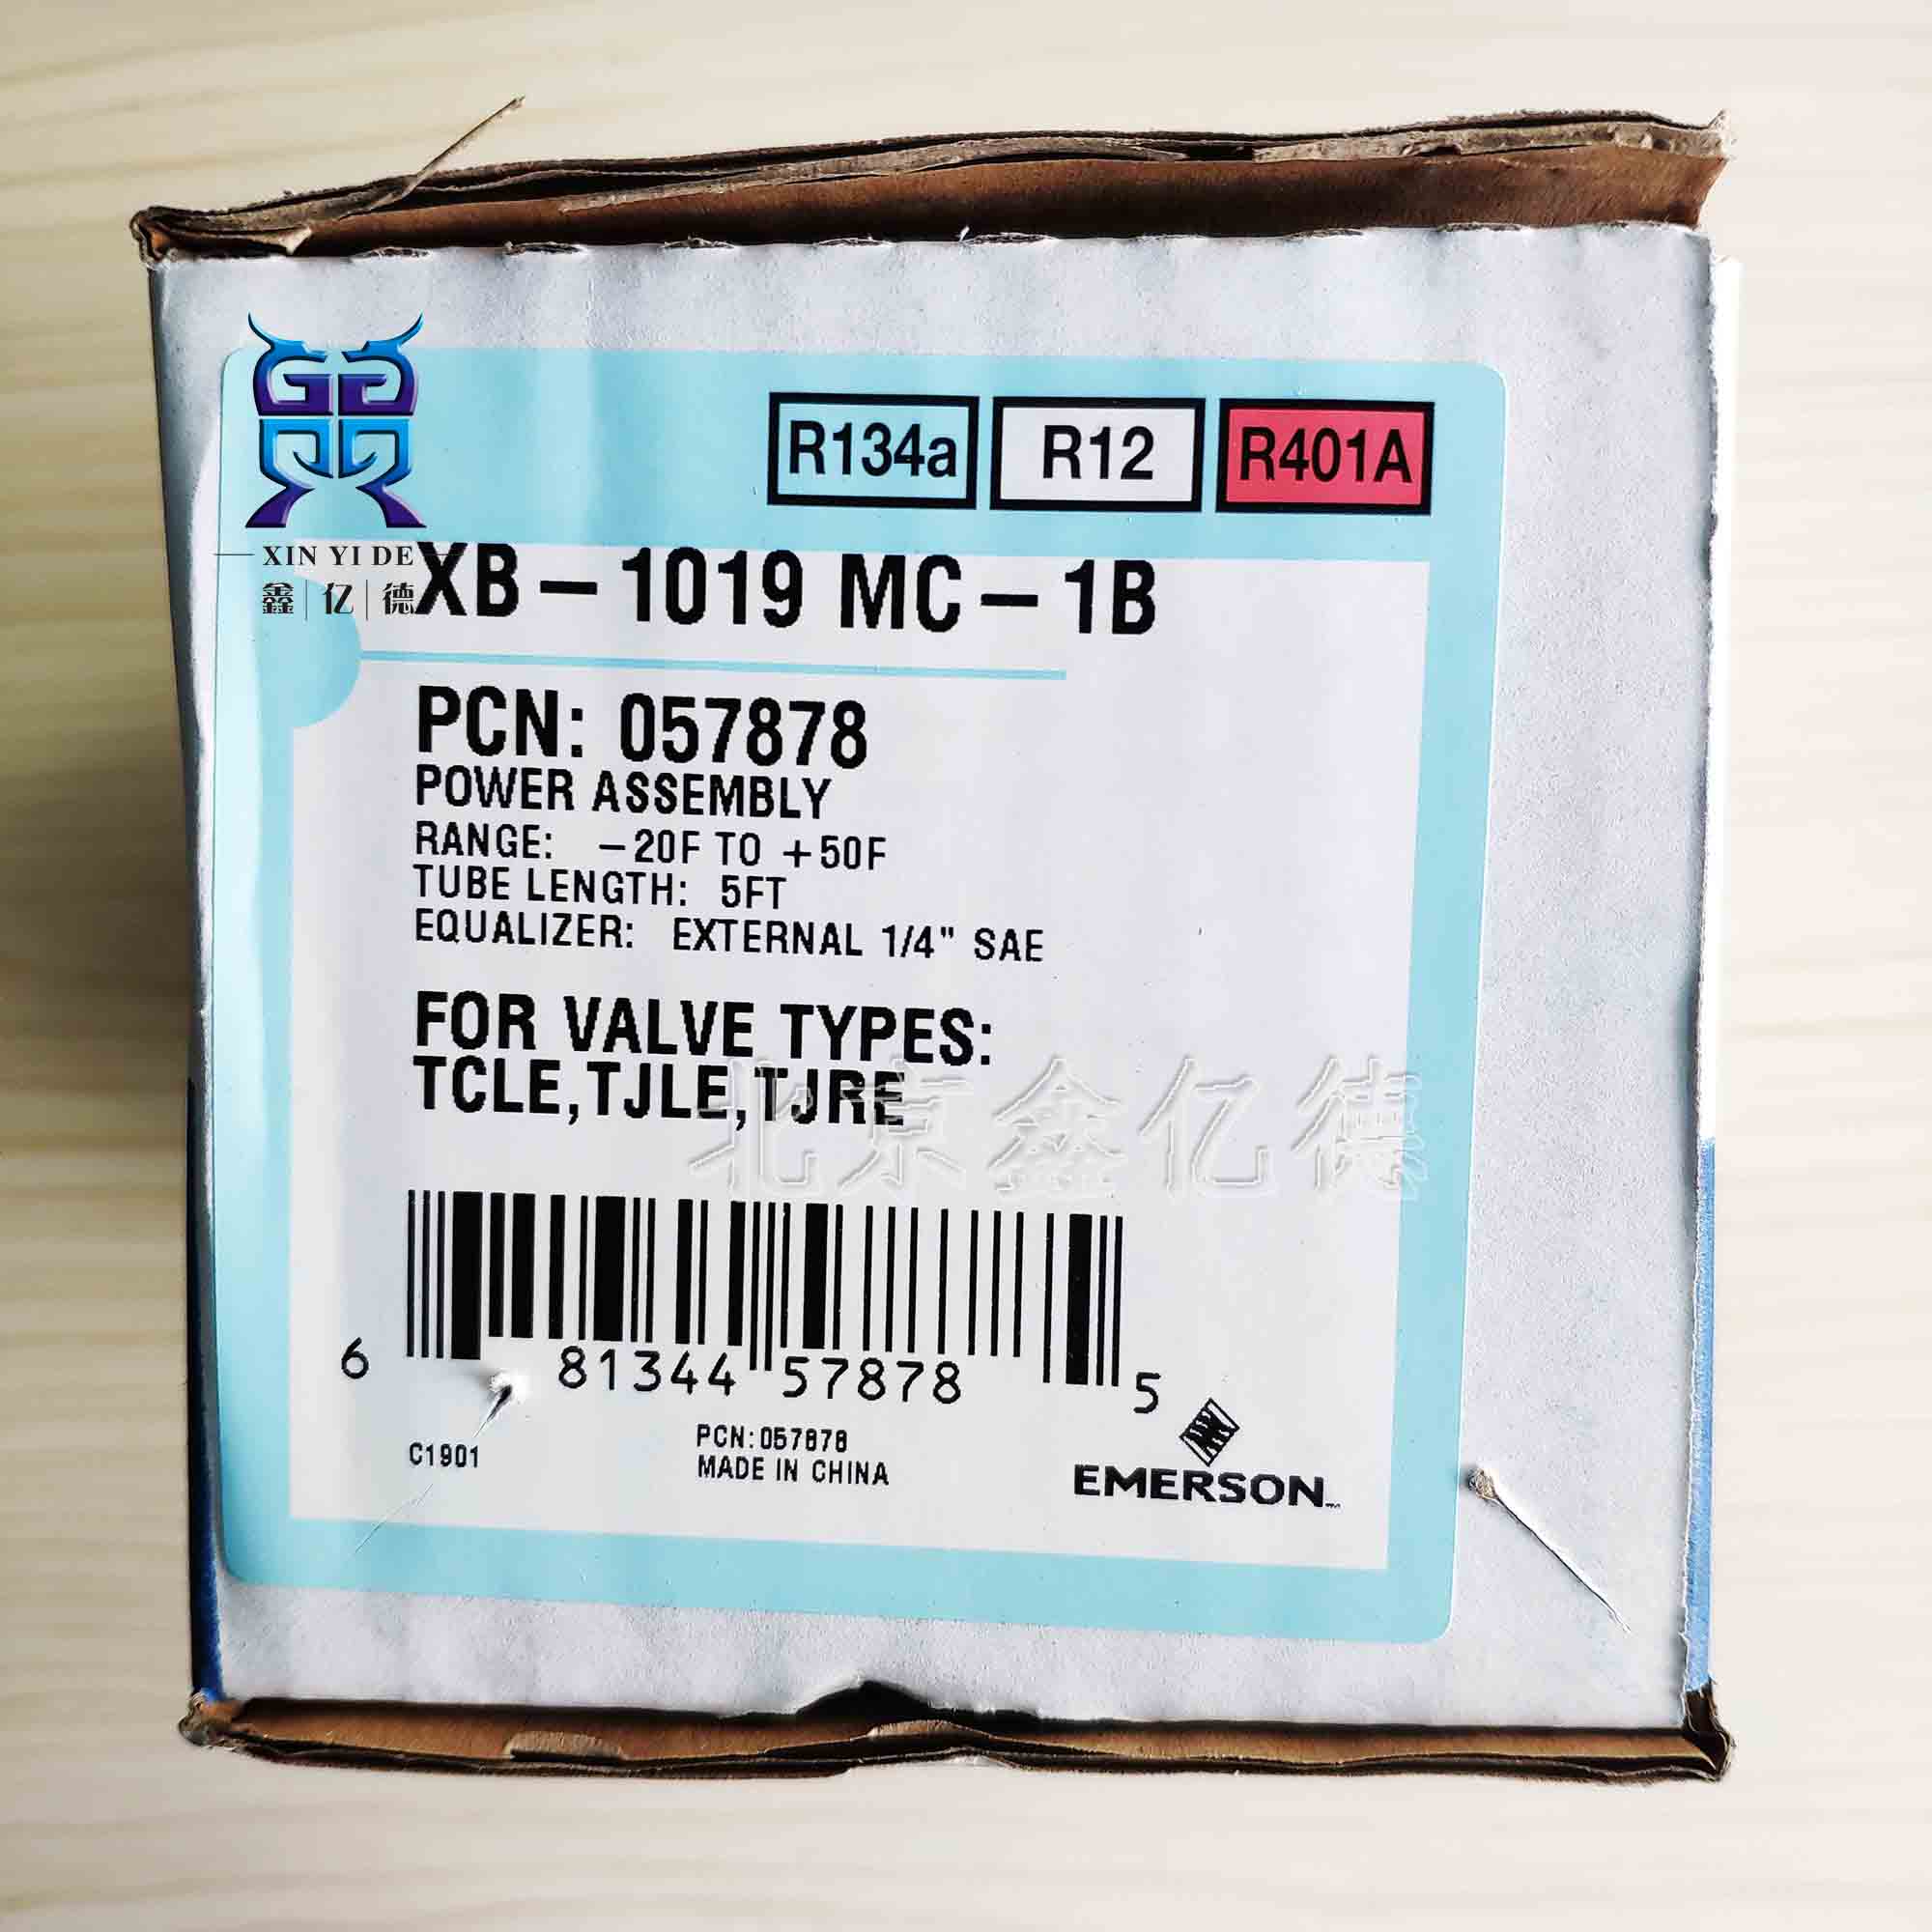 R134a R12 R401A
XIN YI DE
鑫 亿 德
XB-1019 MC-1B
PCN: 057878
POWER ASSEMBLY
RANGE: -20F TO +50F
TUBE LENGTH: 5FT
EQUALIZER: EXTERNAL 1/4" SAE
FOR VALVE TYPES:
TCLE,TJLE,TJRE
北京鑫亿德
6 81344 57878 5
C1901
PCN:057878
MADE IN CHINA
EMERSON™